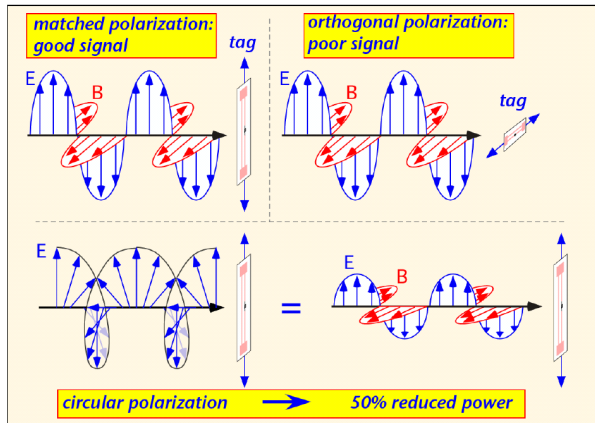 matched polarization:
good signal
tag
E
B
orthogonal polarization:
poor signal
tag
E
B
E
=
E
B
circular polarization
50% reduced power